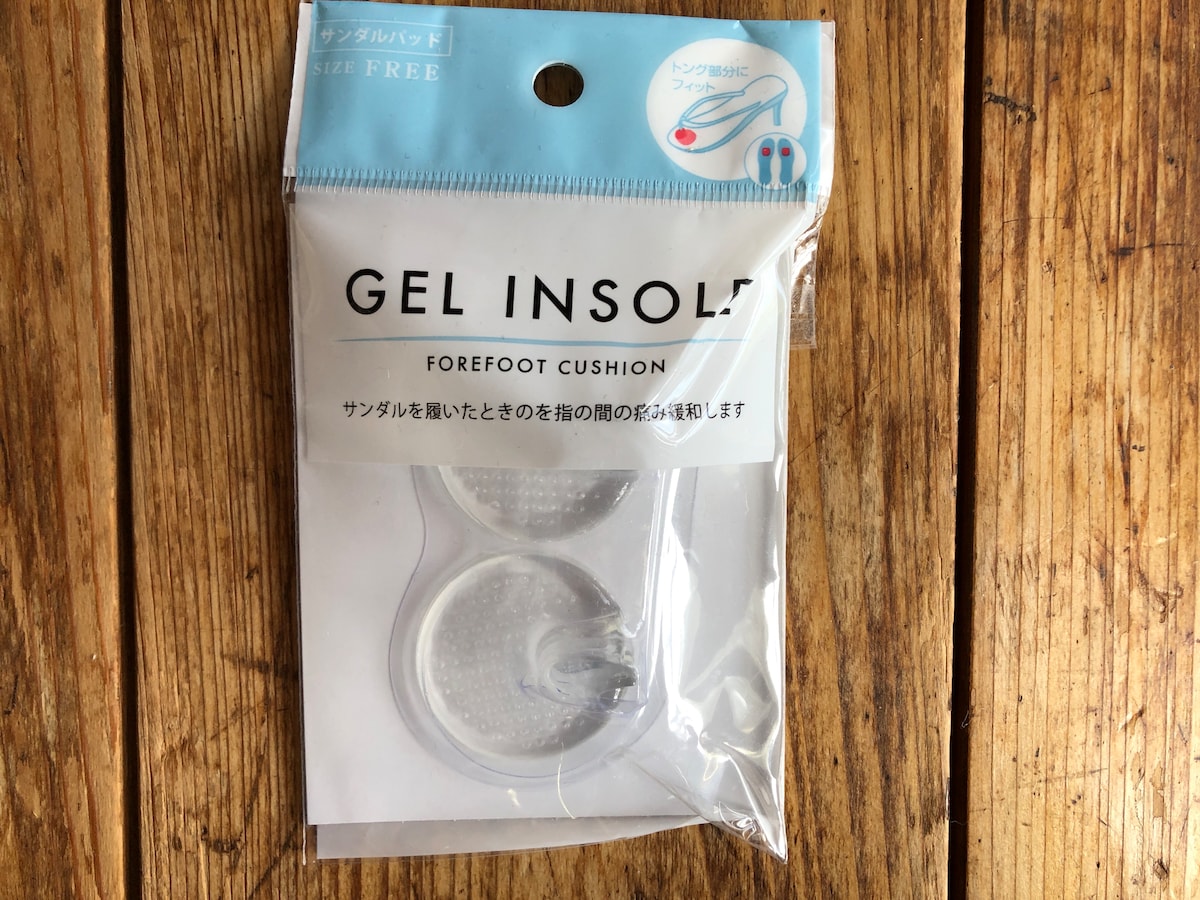 サンダルパッド
SIZE FREE
トング部分に
フィット
GEL INSOLE
FOREFOOT CUSHION
サンダルを履いたときのを指の間の痛み緩和します